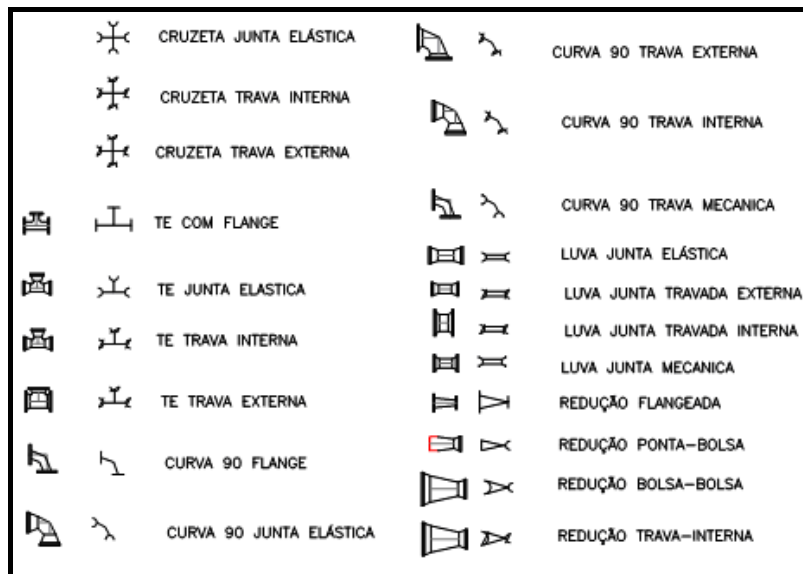 CRUZETA JUNTA ELÁSTICA
CRUZETA TRAVA INTERNA
CRUZETA TRAVA EXTERNA
TE COM FLANGE
TE JUNTA ELASTICA
TE TRAVA INTERNA
TE TRAVA EXTERNA
CURVA 90 FLANGE
CURVA 90 JUNTA ELÁSTICA
CURVA 90 TRAVA EXTERNA
CURVA 90 TRAVA INTERNA
CURVA 90 TRAVA MECANICA
LUVA JUNTA ELÁSTICA
LUVA JUNTA TRAVADA EXTERNA
LUVA JUNTA TRAVADA INTERNA
LUVA JUNTA MECANICA
REDUÇÃO FLANGEADA
REDUÇÃO PONTA-BOLSA
REDUÇÃO BOLSA-BOLSA
REDUÇÃO TRAVA-INTERNA